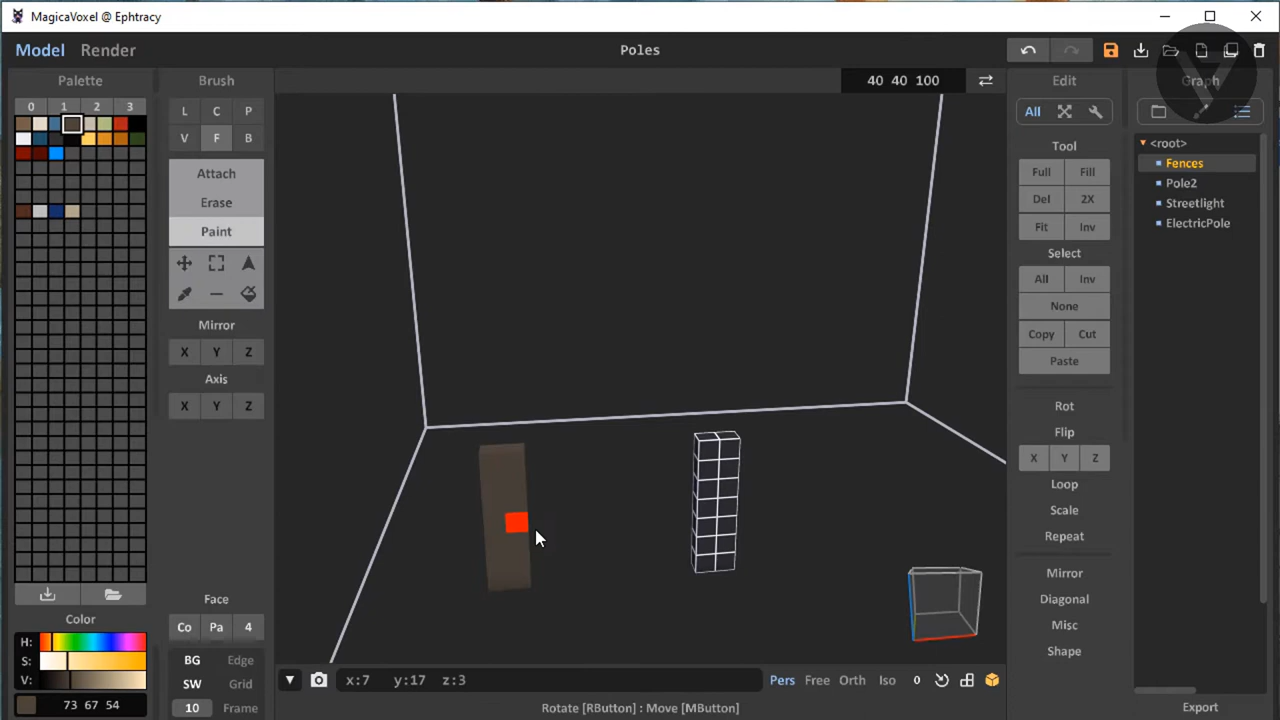 MagicaVoxel @ Ephtracy
Model Render
Poles
Palette
0 1 2 3
Color
H:
S:
V:
73 67 54
Brush
L C P
V F B
Attach
Erase
Paint
Mirror
X Y Z
Axis
X Y Z
Face
Co Pa 4
BG Edge
SW Grid
10 Frame
40 40 100
x:7 y:17 z:3
Pers Free Orth Iso 0
Rotate [RButton] : Move [MButton]
Edit
All
Tool
Full Fill
Del 2X
Fit Inv
Select
All Inv
None
Copy Cut
Paste
Rot
Flip
X Y Z
Loop
Scale
Repeat
Mirror
Diagonal
Misc
Shape
Graph
<root>
Fences
Pole2
Streetlight
ElectricPole
Export